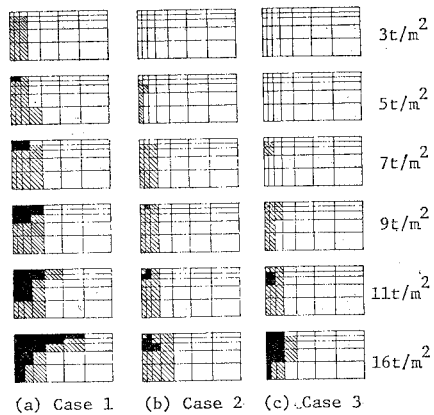 3t/m²
5t/m²
7t/m²
9t/m²
11t/m²
16t/m²
(a) Case 1 (b) Case 2 (c) Case 3